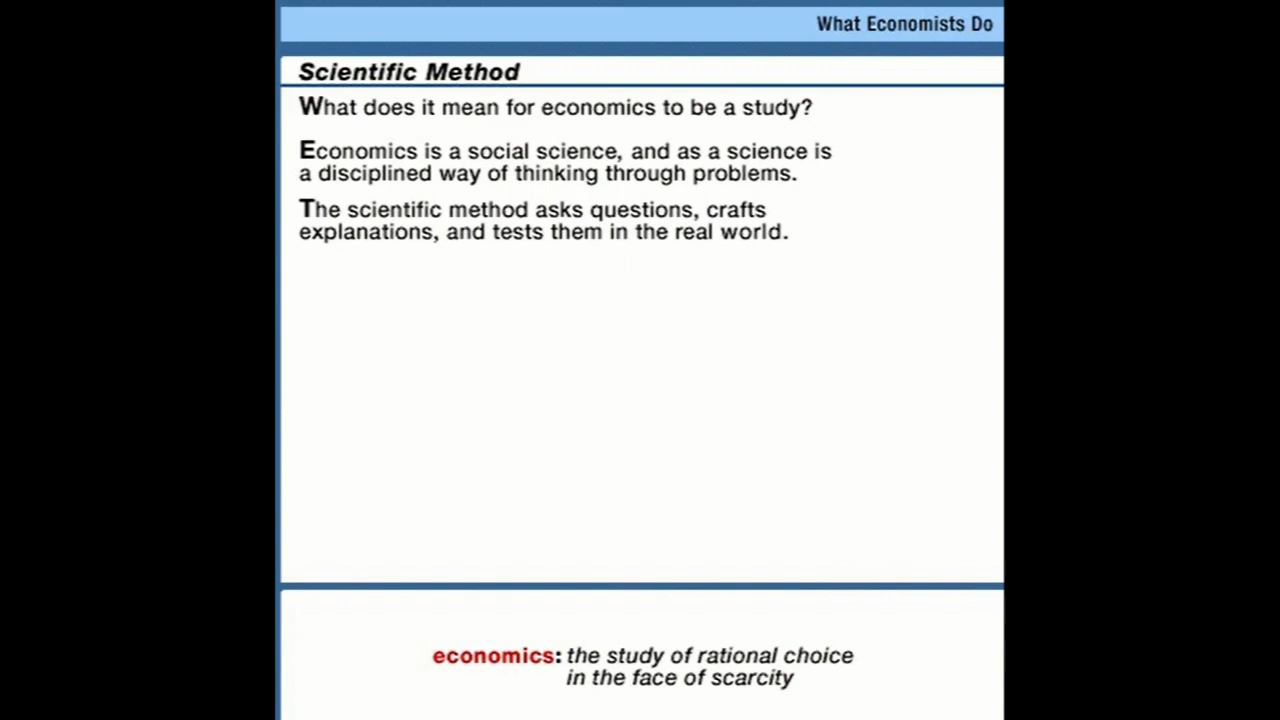 What Economists Do
Scientific Method
What does it mean for economics to be a study?
Economics is a social science, and as a science is
a disciplined way of thinking through problems.
The scientific method asks questions, crafts
explanations, and tests them in the real world.
economics: the study of rational choice
in the face of scarcity